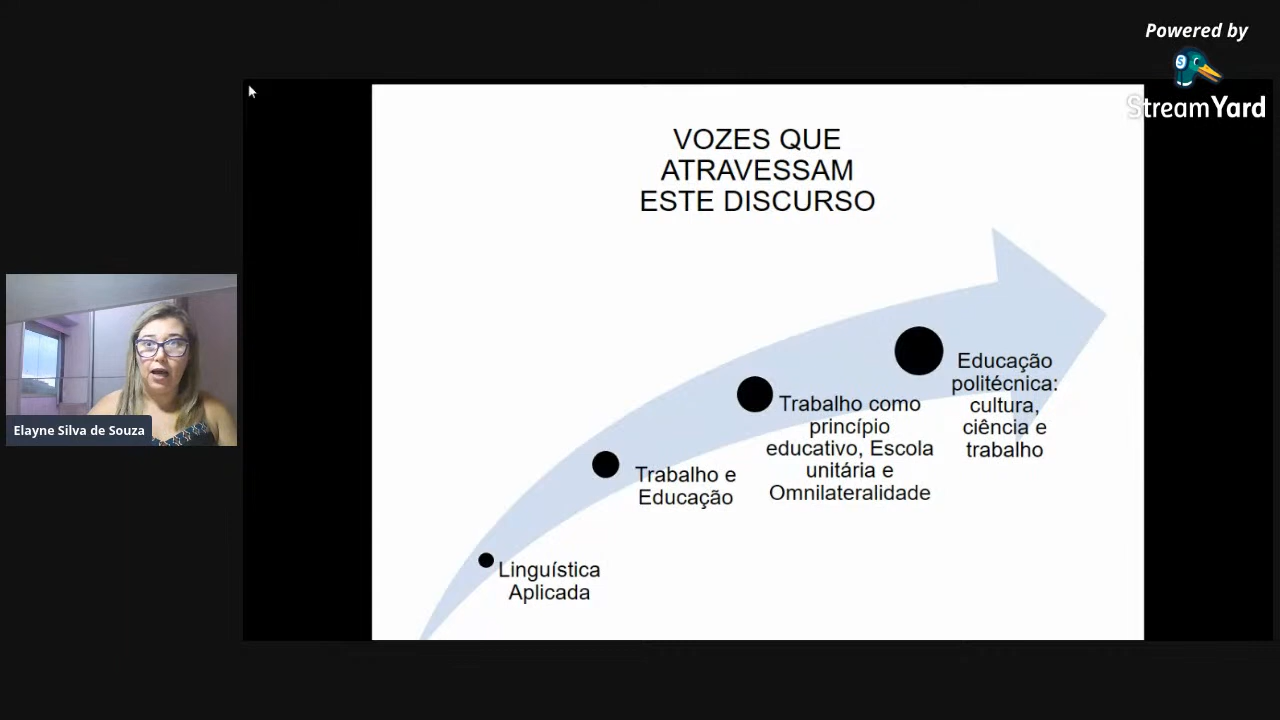 Powered by
StreamYard
VOZES QUE
ATRAVESSAM
ESTE DISCURSO
Educação
politécnica:
cultura,
ciência e
trabalho
Trabalho como
princípio
educativo, Escola
unitária e
Omnilateralidade
Trabalho e
Educação
Linguística
Aplicada
Elayne Silva de Souza